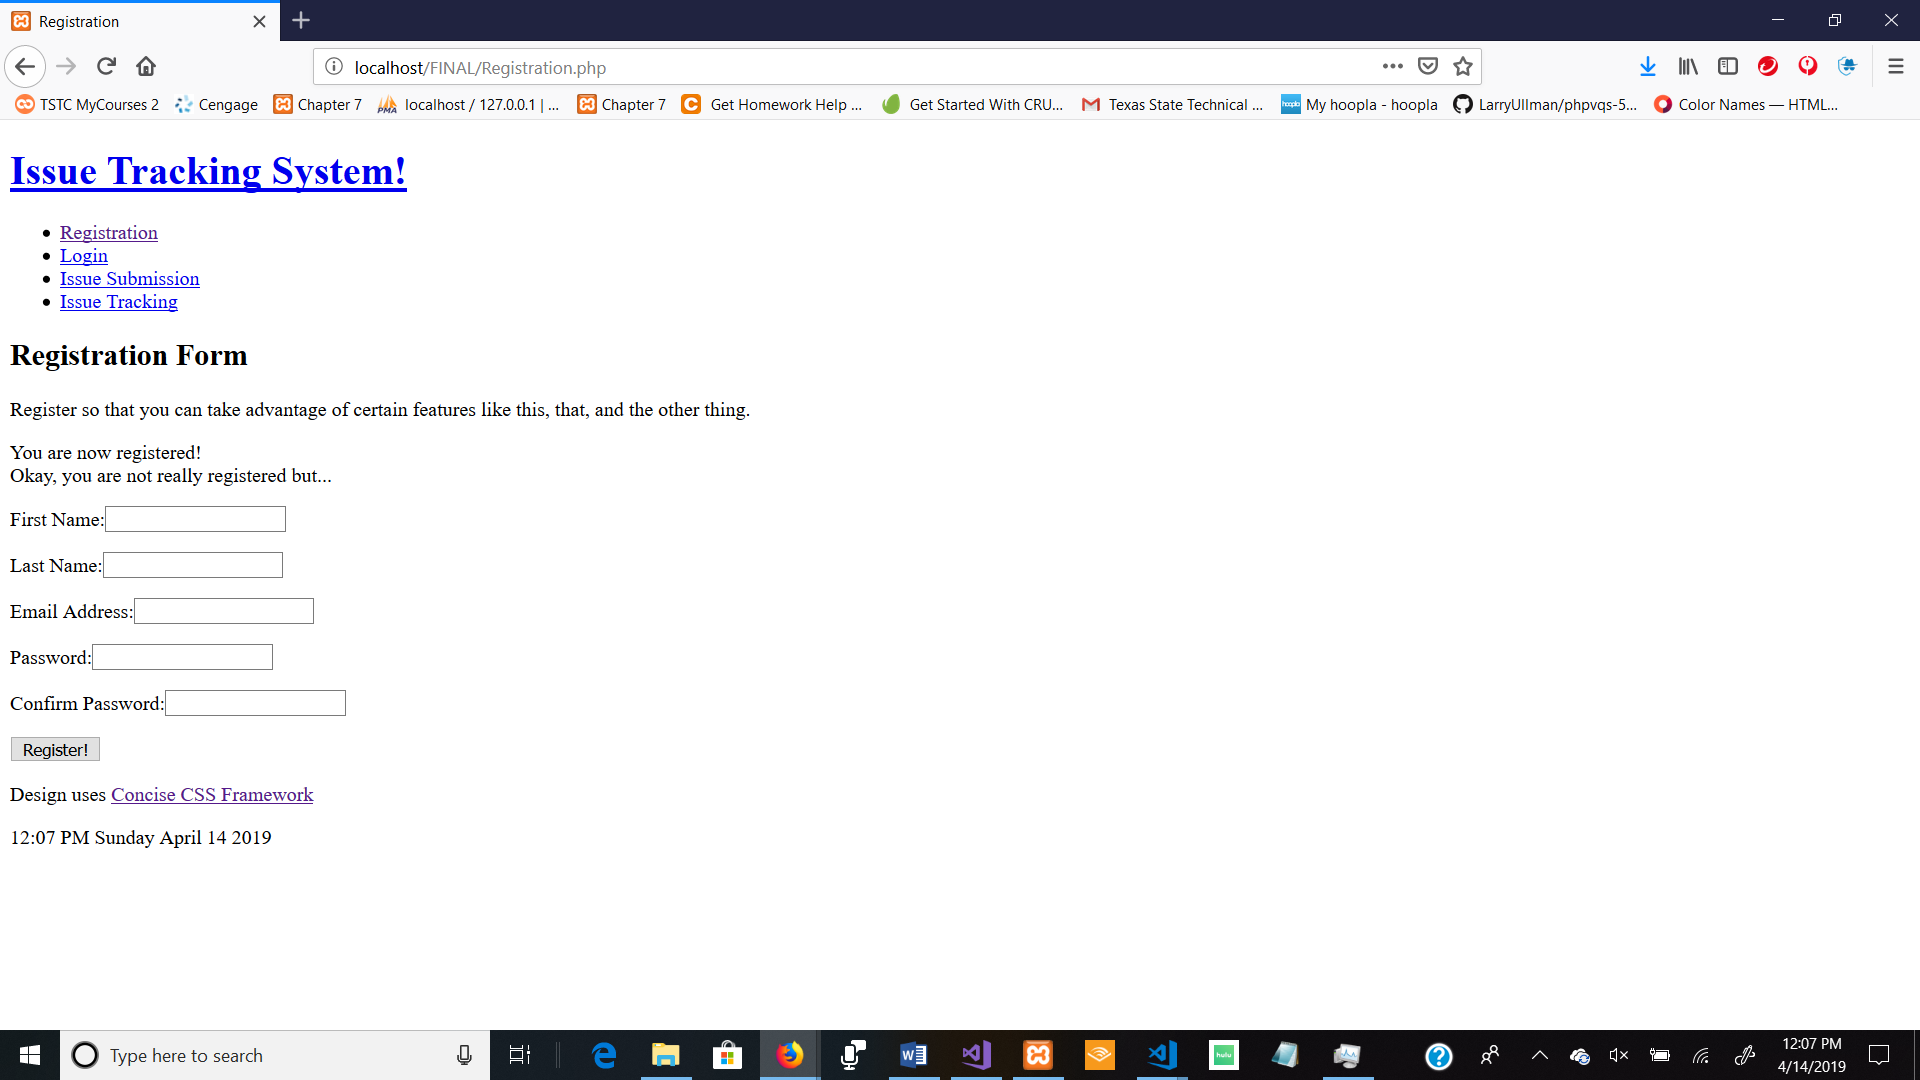 Registration
localhost/FINAL/Registration.php
TSTC MyCourses 2 Cengage Chapter 7 localhost / 127.0.0.1 | ... Chapter 7 Get Homework Help ... Get Started With CRU... Texas State Technical ... My hoopla - hoopla LarryUllman/phpvqs-5... Color Names — HTML...
Issue Tracking System!
Registration
Login
Issue Submission
Issue Tracking
Registration Form
Register so that you can take advantage of certain features like this, that, and the other thing.
You are now registered!
Okay, you are not really registered but...
First Name:
Last Name:
Email Address:
Password:
Confirm Password:
Register!
Design uses Concise CSS Framework
12:07 PM Sunday April 14 2019
Type here to search
hulu
12:07 PM
4/14/2019